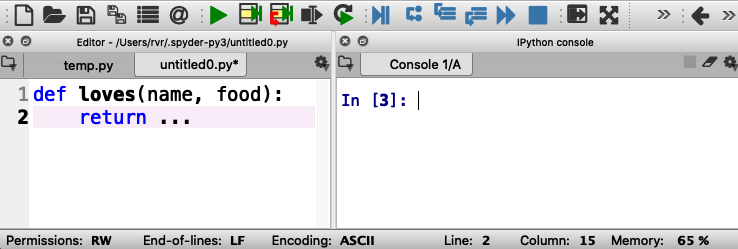 Editor - /Users/rvr/.spyder-py3/untitled0.py
temp.py untitled0.py*
1 def loves(name, food):
2     return ...
IPython console
Console 1/A
In [3]:
Permissions: RW End-of-lines: LF Encoding: ASCII Line: 2 Column: 15 Memory: 65 %